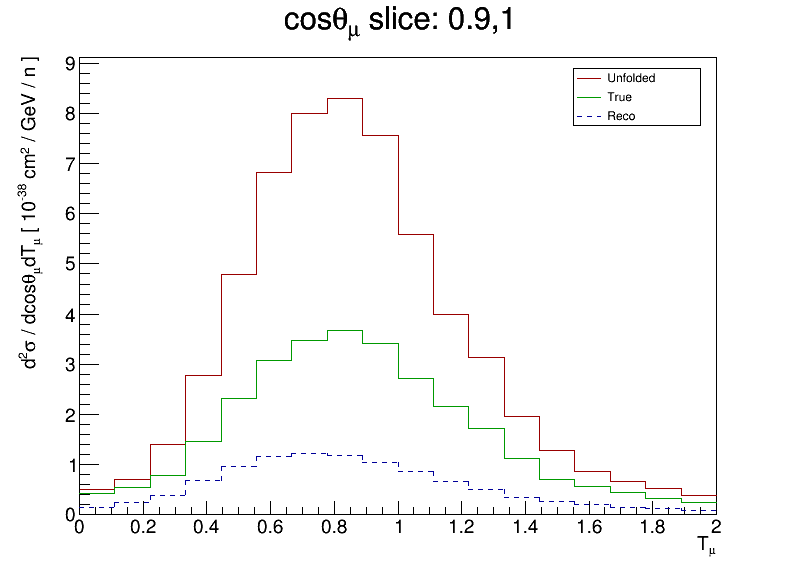 cosθμ slice: 0.9,1
d²σ / dcosθμdTμ [ 10⁻³⁸ cm² / GeV / n ]
9
8
7
6
5
4
3
2
1
0
Unfolded
True
Reco
0 0.2 0.4 0.6 0.8 1 1.2 1.4 1.6 1.8 2
Tμ